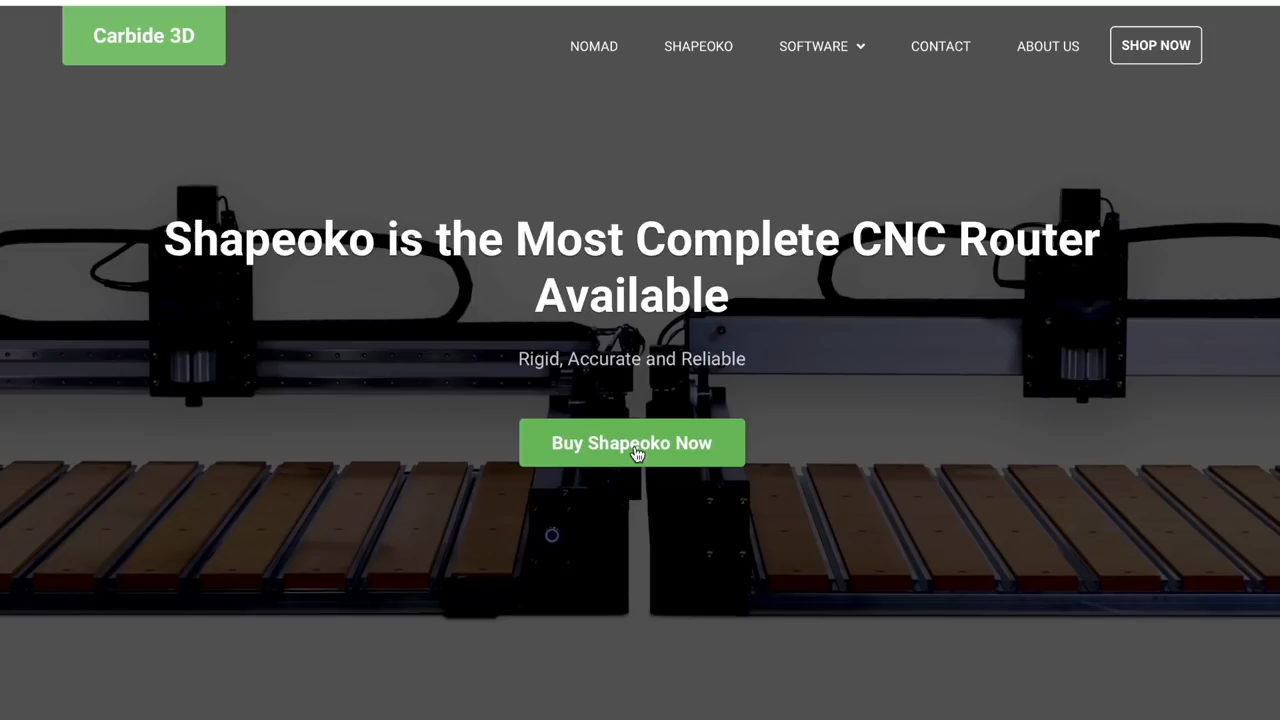 Carbide 3D
NOMAD SHAPEOKO SOFTWARE CONTACT ABOUT US SHOP NOW
Shapeoko is the Most Complete CNC Router
Available
Rigid, Accurate and Reliable
Buy Shapeoko Now